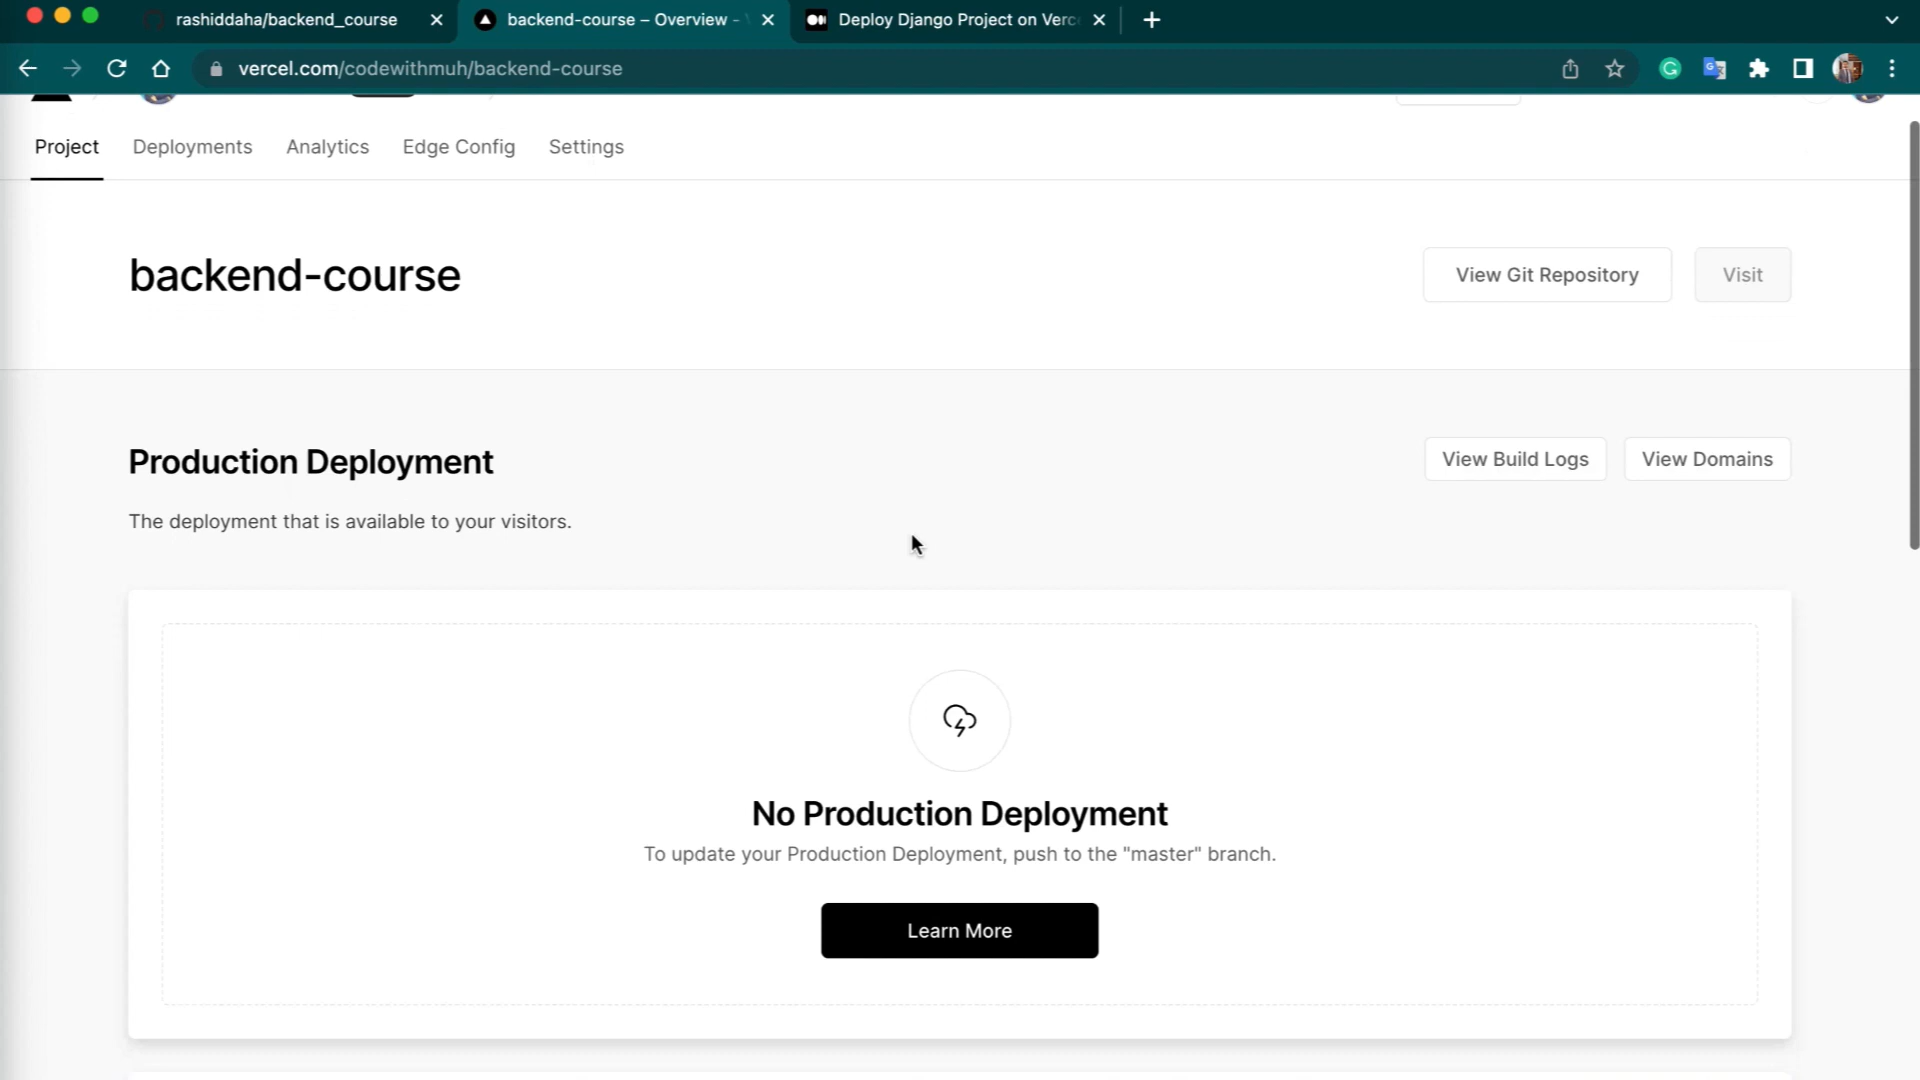 rashiddaha/backend_course
backend-course – Overview -
Deploy Django Project on Verc
vercel.com/codewithmuh/backend-course
Project Deployments Analytics Edge Config Settings
backend-course
View Git Repository Visit
Production Deployment
View Build Logs View Domains
The deployment that is available to your visitors.
No Production Deployment
To update your Production Deployment, push to the "master" branch.
Learn More